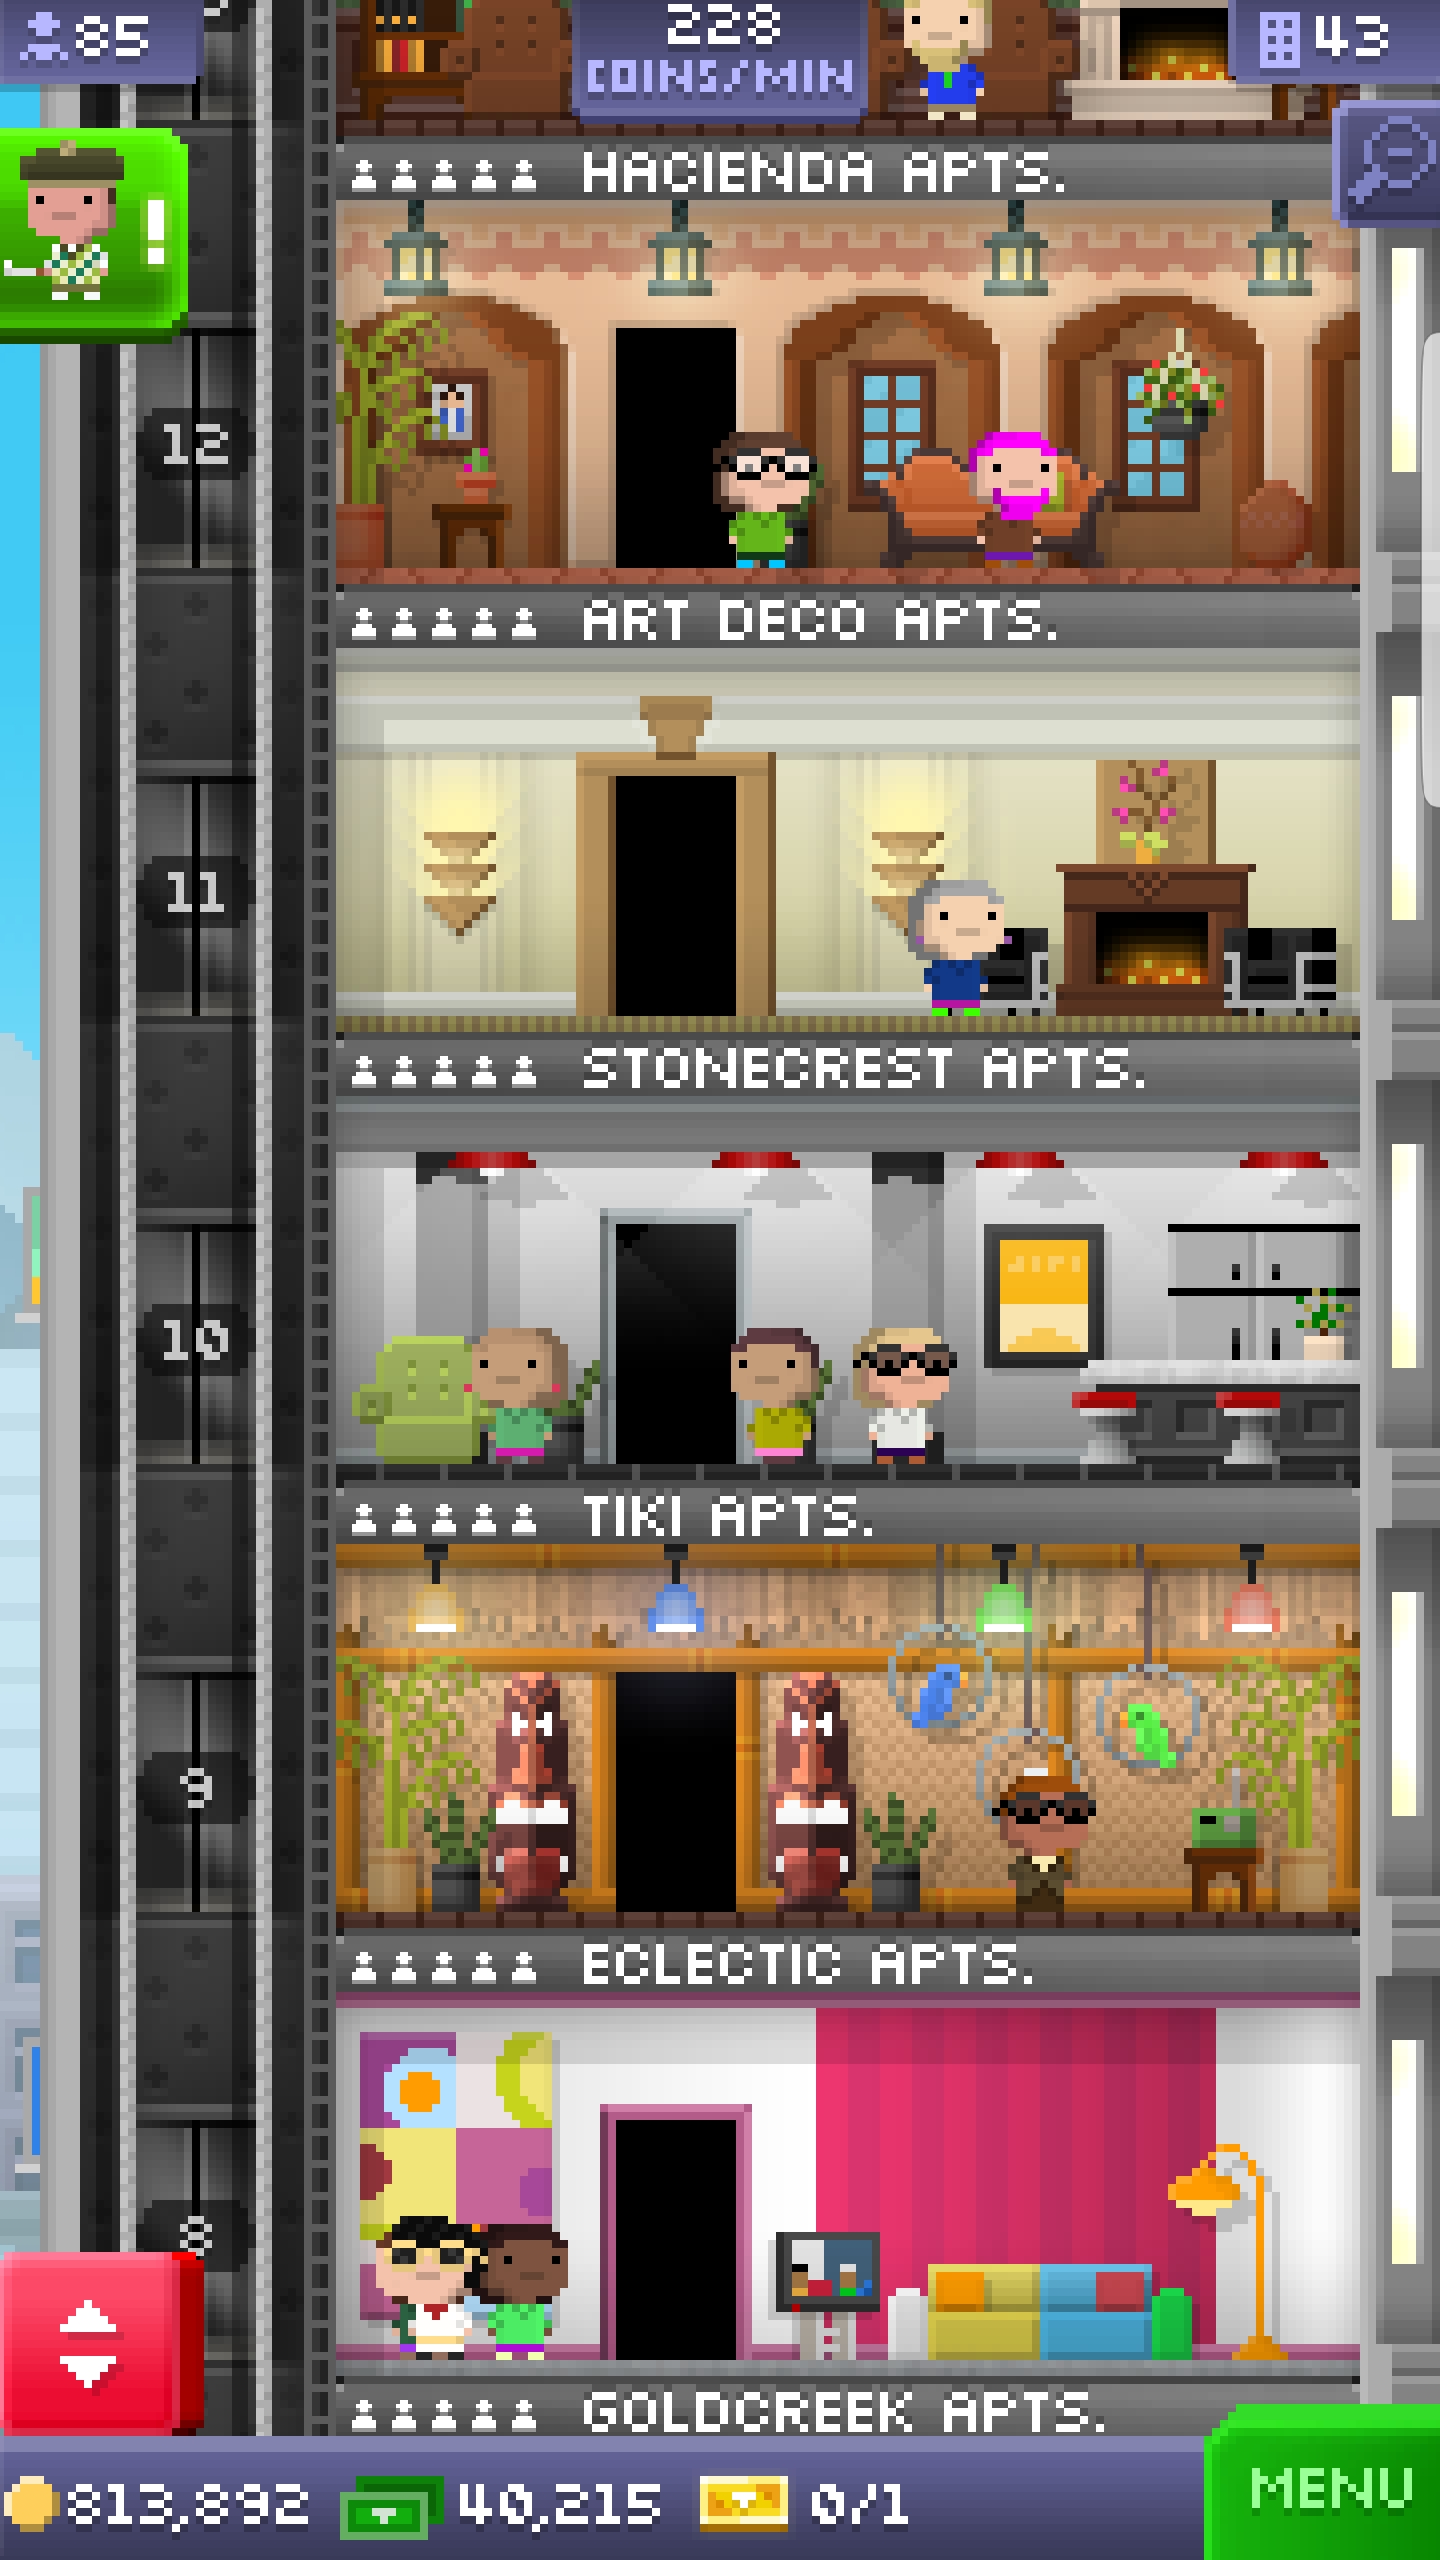 85
228
COINS/MIN
43
!
HACIENDA APTS.
12
ART DECO APTS.
11
STONECREST APTS.
10
TIKI APTS.
9
ECLECTIC APTS.
8
GOLDCREEK APTS.
813,892
40,215
0/1
MENU